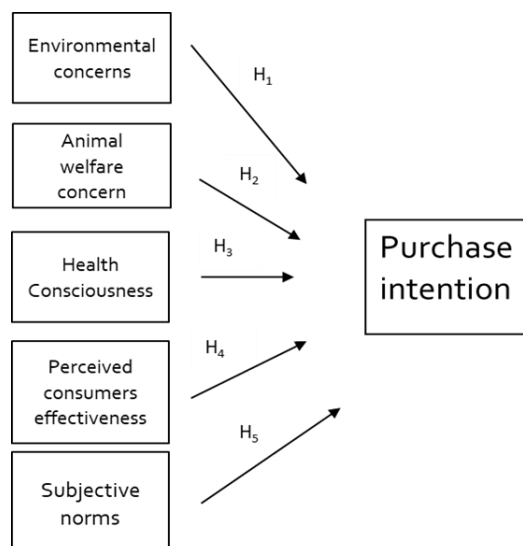 Environmental
concerns
H₁
Animal
welfare
concern
H₂
Health
Consciousness
H₃
Purchase
intention
Perceived
consumers
effectiveness
H₄
Subjective
norms
H₅